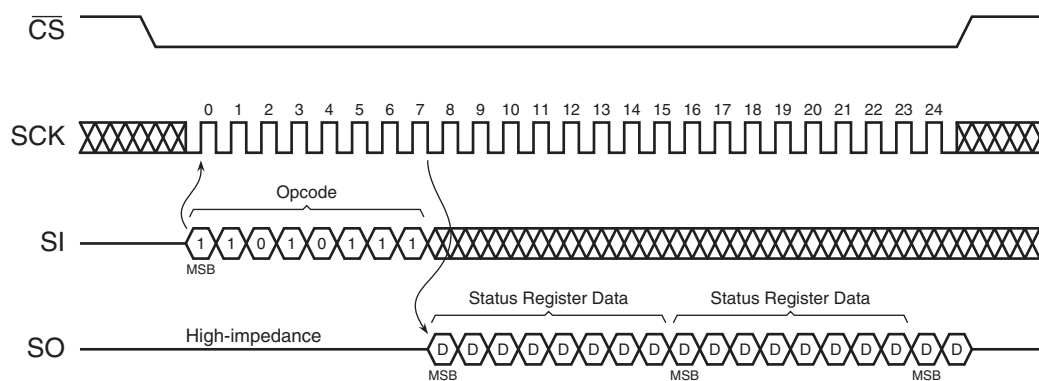 CS
0 1 2 3 4 5 6 7 8 9 10 11 12 13 14 15 16 17 18 19 20 21 22 23 24
SCK
Opcode
SI 1 1 0 1 0 1 1 1
MSB
Status Register Data Status Register Data
High-impedance
SO D D D D D D D D D D D D D D D D D D
MSB MSB MSB